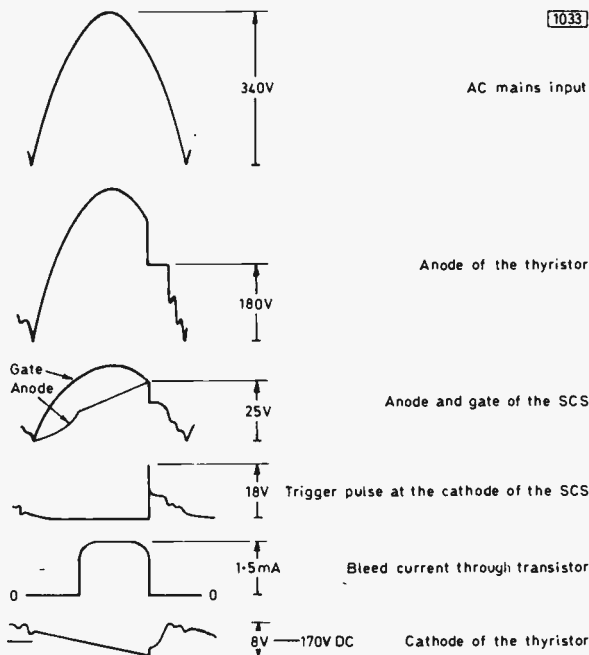 1033
340V
AC mains input
180V
Anode of the thyristor
Gate
Anode
25V
Anode and gate of the SCS
18V
Trigger pulse at the cathode of the SCS
0
0
1·5mA
Bleed current through transistor
8V
170V DC
Cathode of the thyristor